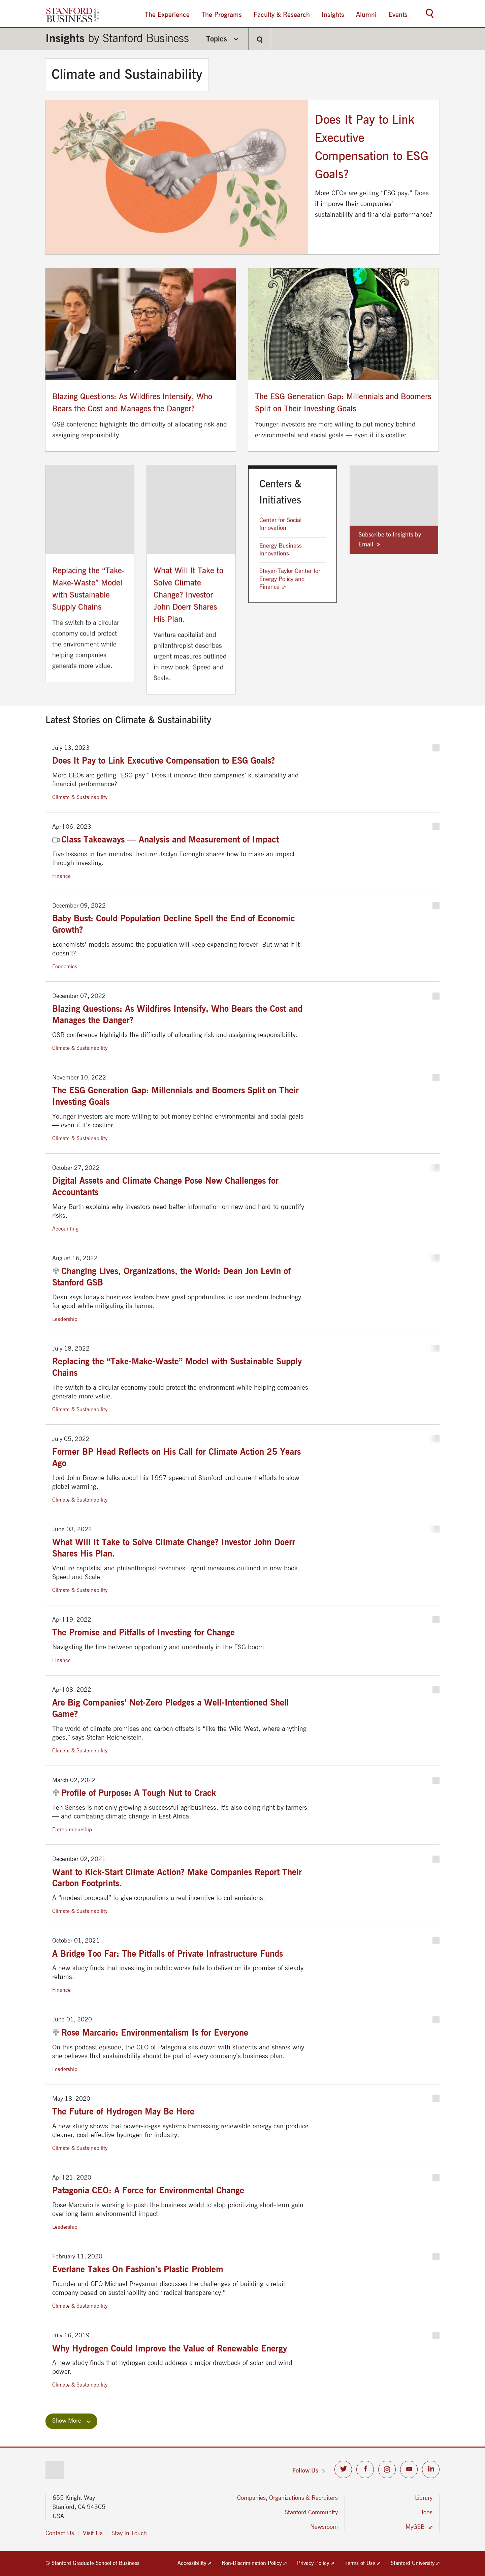 STANFORD
BUSINESS
The Experience
The Programs
Faculty & Research
Insights
Alumni
Events
Insights by Stanford Business
Topics
Climate and Sustainability
Does It Pay to Link
Executive
Compensation to ESG
Goals?
More CEOs are getting “ESG pay.” Does
it improve their companies’
sustainability and financial performance?
Blazing Questions: As Wildfires Intensify, Who
Bears the Cost and Manages the Danger?
GSB conference highlights the difficulty of allocating risk and
assigning responsibility.
The ESG Generation Gap: Millennials and Boomers
Split on Their Investing Goals
Younger investors are more willing to put money behind
environmental and social goals — even if it’s costlier.
Replacing the “Take-
Make-Waste” Model
with Sustainable
Supply Chains
The switch to a circular
economy could protect
the environment while
helping companies
generate more value.
What Will It Take to
Solve Climate
Change? Investor
John Doerr Shares
His Plan.
Venture capitalist and
philanthropist describes
urgent measures outlined
in new book, Speed and
Scale.
Centers &
Initiatives
Center for Social
Innovation
Energy Business
Innovations
Steyer-Taylor Center for
Energy Policy and
Finance
Subscribe to Insights by
Email
Latest Stories on Climate & Sustainability
July 13, 2023
Does It Pay to Link Executive Compensation to ESG Goals?
More CEOs are getting “ESG pay.” Does it improve their companies’ sustainability and
financial performance?
Climate & Sustainability
April 06, 2023
Class Takeaways — Analysis and Measurement of Impact
Five lessons in five minutes: lecturer Jaclyn Foroughi shares how to make an impact
through investing.
Finance
December 09, 2022
Baby Bust: Could Population Decline Spell the End of Economic
Growth?
Economists’ models assume the population will keep expanding forever. But what if it
doesn’t?
Economics
December 07, 2022
Blazing Questions: As Wildfires Intensify, Who Bears the Cost and
Manages the Danger?
GSB conference highlights the difficulty of allocating risk and assigning responsibility.
Climate & Sustainability
November 10, 2022
The ESG Generation Gap: Millennials and Boomers Split on Their
Investing Goals
Younger investors are more willing to put money behind environmental and social goals
— even if it’s costlier.
Climate & Sustainability
October 27, 2022
Digital Assets and Climate Change Pose New Challenges for
Accountants
Mary Barth explains why investors need better information on new and hard-to-quantify
risks.
Accounting
August 16, 2022
Changing Lives, Organizations, the World: Dean Jon Levin of
Stanford GSB
Dean says today’s business leaders have great opportunities to use modern technology
for good while mitigating its harms.
Leadership
July 18, 2022
Replacing the “Take-Make-Waste” Model with Sustainable Supply
Chains
The switch to a circular economy could protect the environment while helping companies
generate more value.
Climate & Sustainability
July 05, 2022
Former BP Head Reflects on His Call for Climate Action 25 Years
Ago
Lord John Browne talks about his 1997 speech at Stanford and current efforts to slow
global warming.
Climate & Sustainability
June 03, 2022
What Will It Take to Solve Climate Change? Investor John Doerr
Shares His Plan.
Venture capitalist and philanthropist describes urgent measures outlined in new book,
Speed and Scale.
Climate & Sustainability
April 19, 2022
The Promise and Pitfalls of Investing for Change
Navigating the line between opportunity and uncertainty in the ESG boom
Finance
April 08, 2022
Are Big Companies’ Net-Zero Pledges a Well-Intentioned Shell
Game?
The world of climate promises and carbon offsets is “like the Wild West, where anything
goes,” says Stefan Reichelstein.
Climate & Sustainability
March 02, 2022
Profile of Purpose: A Tough Nut to Crack
Ten Senses is not only growing a successful agribusiness, it’s also doing right by farmers
— and combating climate change in East Africa.
Entrepreneurship
December 02, 2021
Want to Kick-Start Climate Action? Make Companies Report Their
Carbon Footprints.
A “modest proposal” to give corporations a real incentive to cut emissions.
Climate & Sustainability
October 01, 2021
A Bridge Too Far: The Pitfalls of Private Infrastructure Funds
A new study finds that investing in public works fails to deliver on its promise of steady
returns.
Finance
June 01, 2020
Rose Marcario: Environmentalism Is for Everyone
On this podcast episode, the CEO of Patagonia sits down with students and shares why
she believes that sustainability should be part of every company’s business plan.
Leadership
May 18, 2020
The Future of Hydrogen May Be Here
A new study shows that power-to-gas systems harnessing renewable energy can produce
cleaner, cost-effective hydrogen for industry.
Climate & Sustainability
April 21, 2020
Patagonia CEO: A Force for Environmental Change
Rose Marcario is working to push the business world to stop prioritizing short-term gain
over long-term environmental impact.
Leadership
February 11, 2020
Everlane Takes On Fashion’s Plastic Problem
Founder and CEO Michael Preysman discusses the challenges of building a retail
company based on sustainability and “radical transparency.”
Climate & Sustainability
July 16, 2019
Why Hydrogen Could Improve the Value of Renewable Energy
A new study finds that hydrogen could address a major drawback of solar and wind
power.
Climate & Sustainability
Show More
Follow Us
655 Knight Way
Stanford, CA 94305
USA
Contact Us
Visit Us
Stay In Touch
Companies, Organizations & Recruiters
Stanford Community
Newsroom
Library
Jobs
MyGSB
© Stanford Graduate School of Business
Accessibility
Non-Discrimination Policy
Privacy Policy
Terms of Use
Stanford University